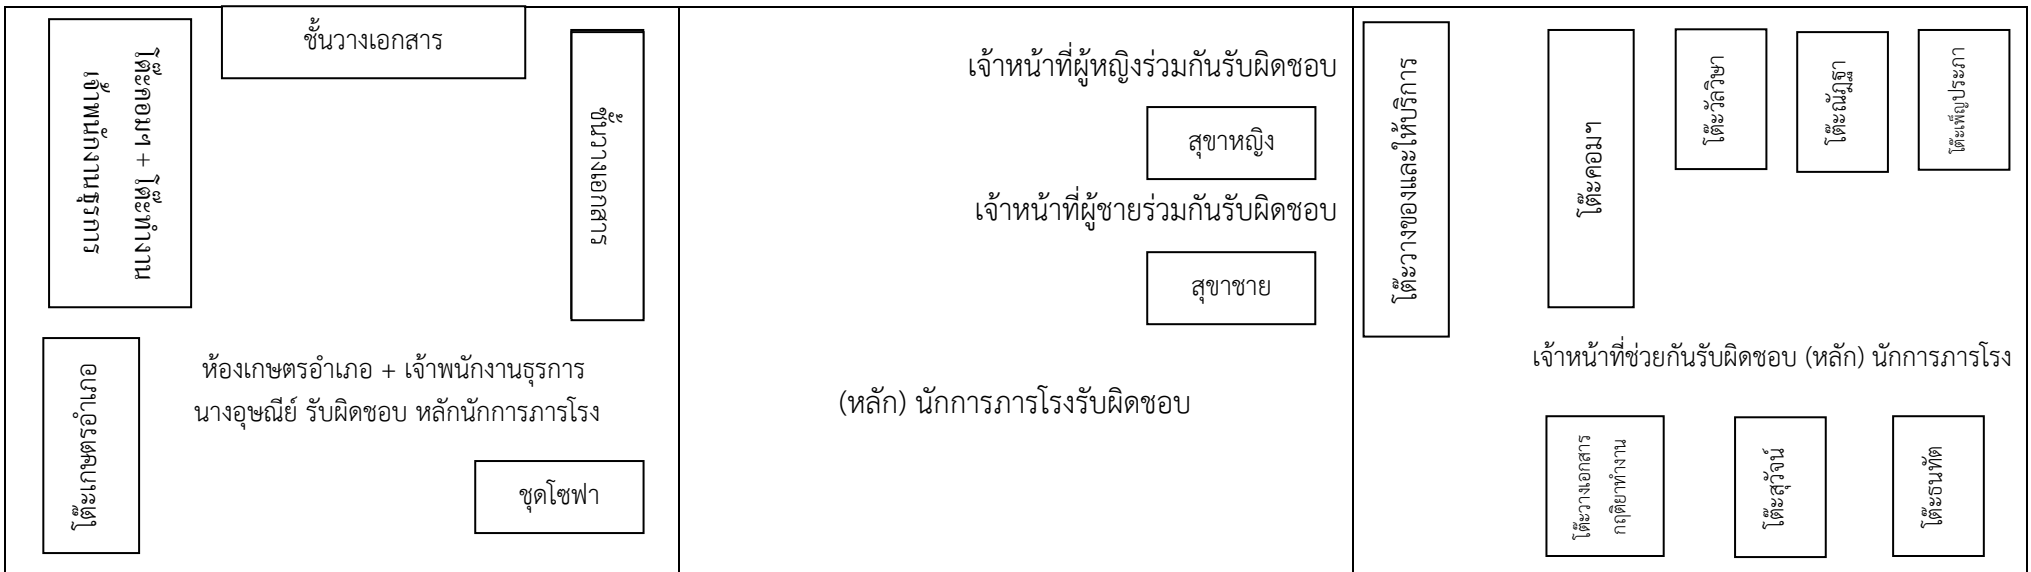 ชั้นวางเอกสาร
โต๊ะคอมฯ + โต๊ะทำงาน
เจ้าพนักงานธุรการ
ชั้นวางเอกสาร
โต๊ะเกษตรอำเภอ
ห้องเกษตรอำเภอ + เจ้าพนักงานธุรการ
นางอุษณีย์ รับผิดชอบ หลักนักการภารโรง
ชุดโซฟา
เจ้าหน้าที่ผู้หญิงร่วมกันรับผิดชอบ
สุขาหญิง
เจ้าหน้าที่ผู้ชายร่วมกันรับผิดชอบ
สุขาชาย
(หลัก) นักการภารโรงรับผิดชอบ
โต๊ะวางของและให้บริการ
โต๊ะคอมฯ
โต๊ะวัลวิษา
โต๊ะณัฏฐา
โต๊ะเพ็ญประภา
เจ้าหน้าที่ช่วยกันรับผิดชอบ (หลัก) นักการภารโรง
โต๊ะวางเอกสาร
กฤติยาทำงาน
โต๊ะสุวัจน์
โต๊ะธนทัต